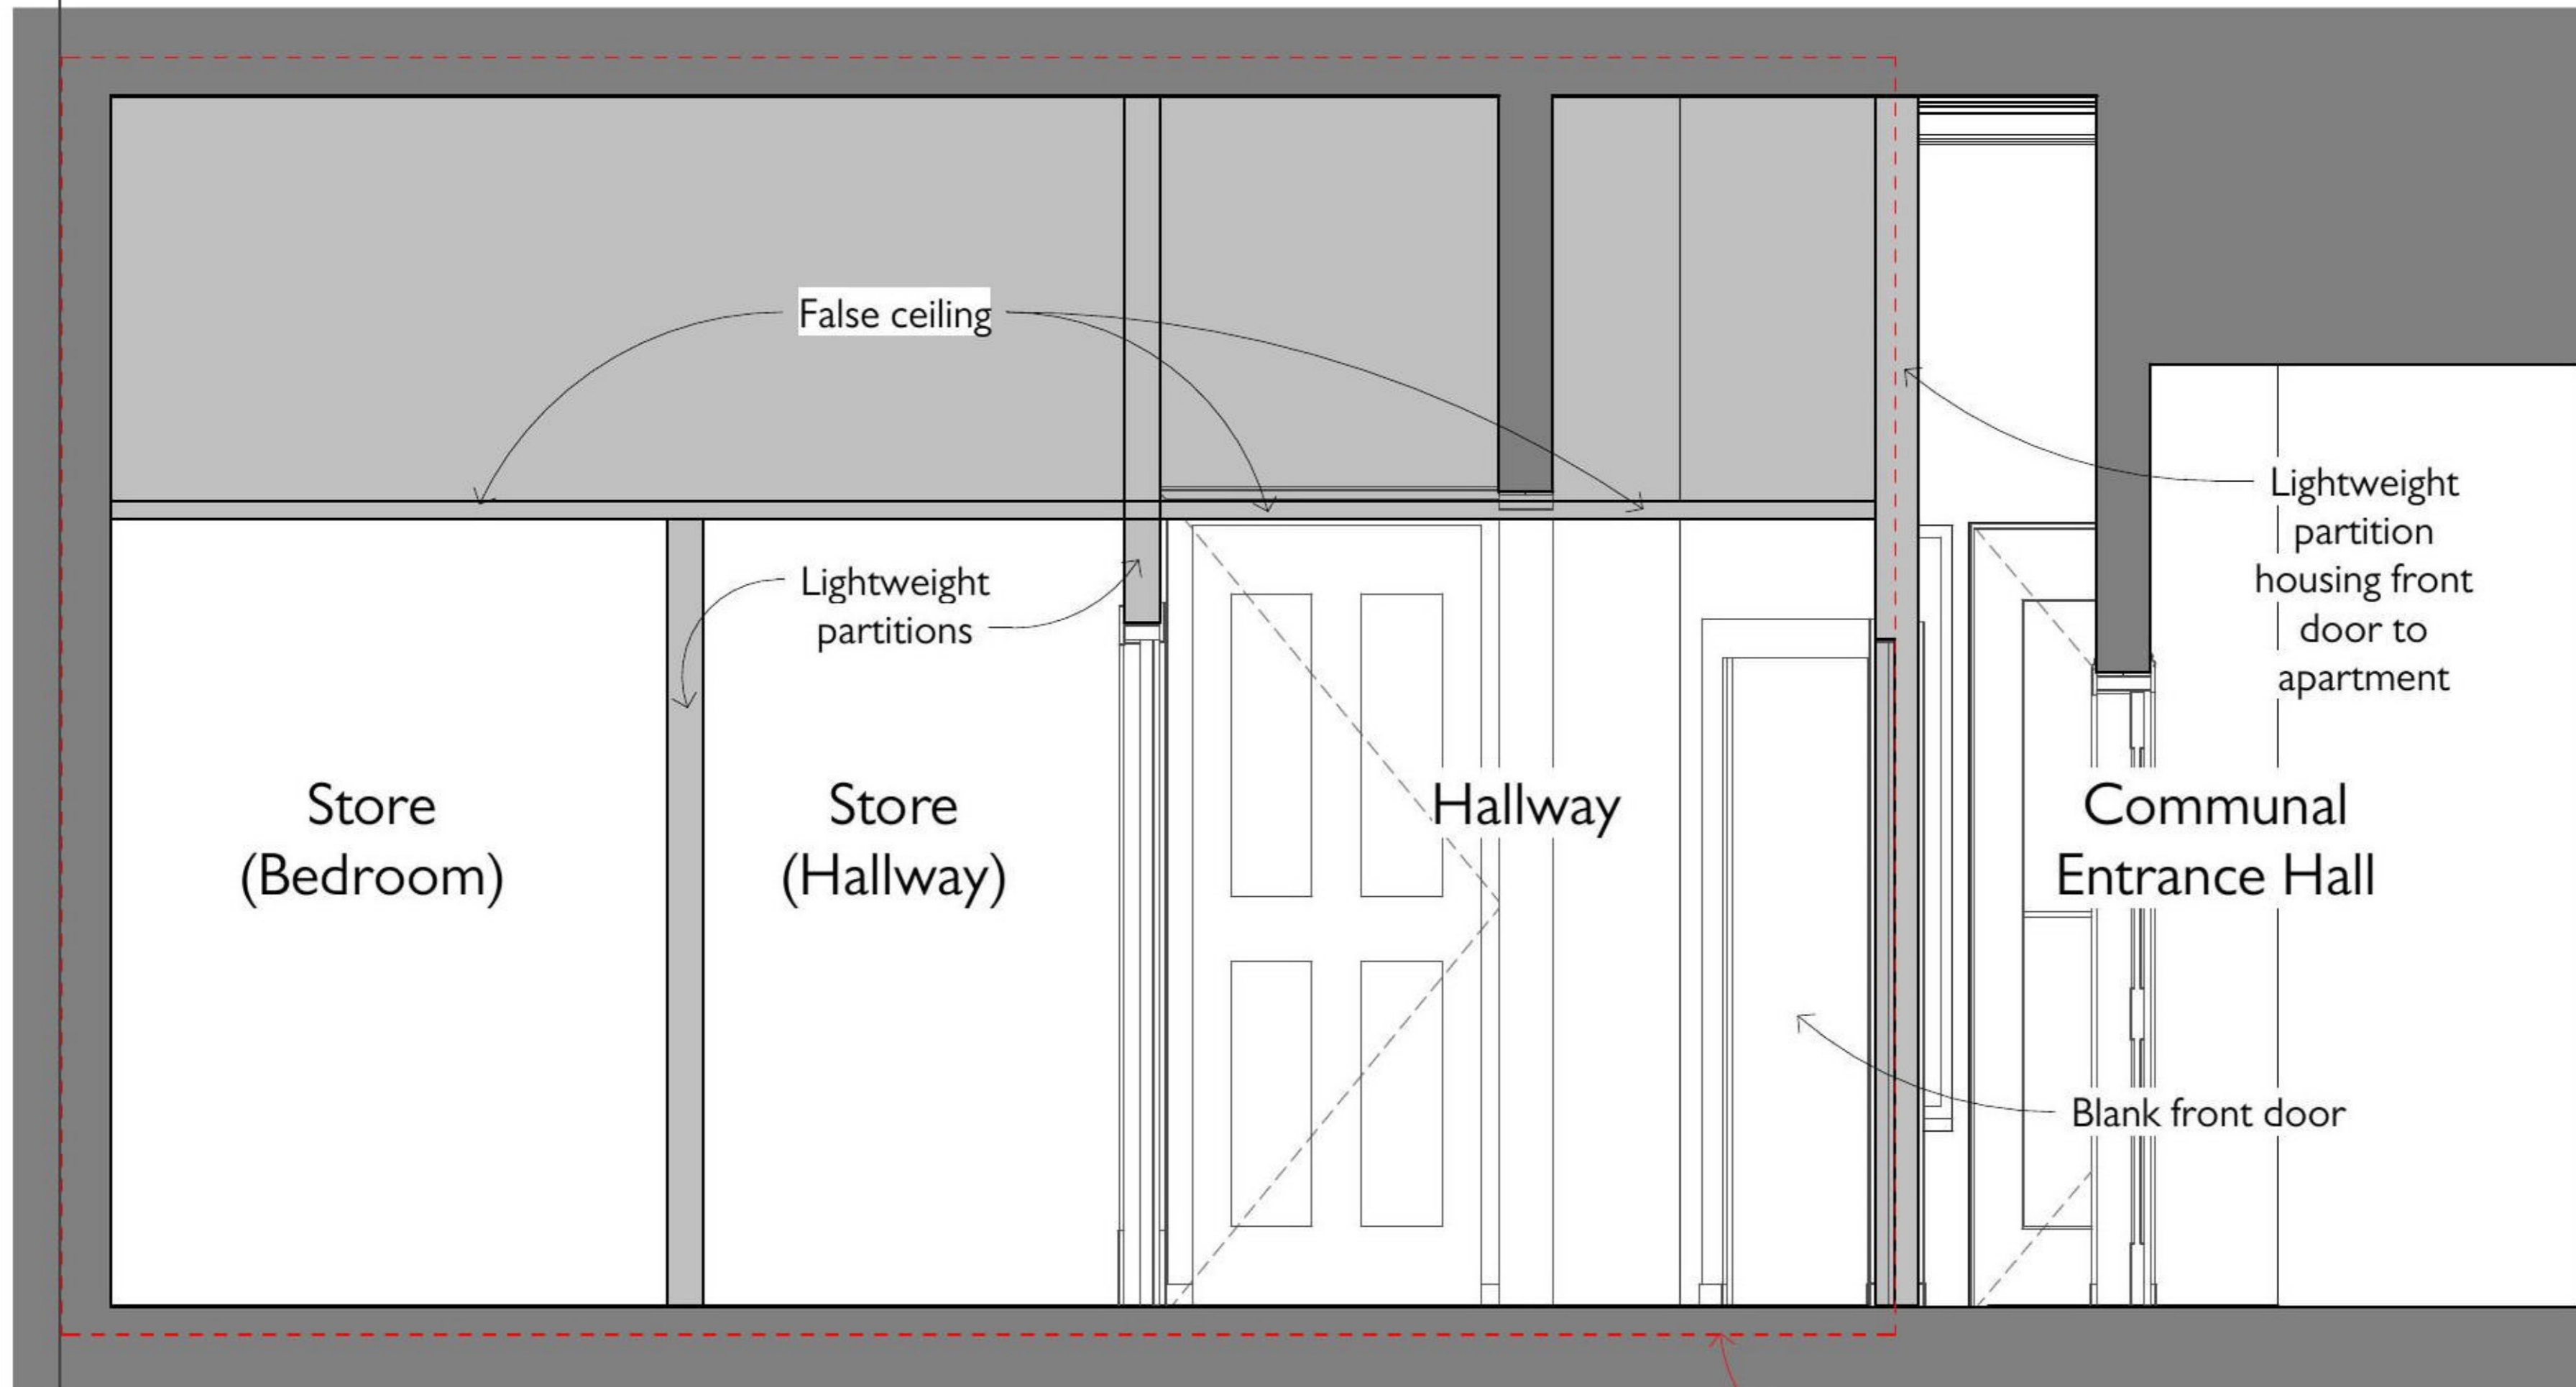 False ceiling
Lightweight
partition
housing front
door to
apartment
Lightweight
partitions
Store
(Bedroom)
Store
(Hallway)
Hallway
Communal
Entrance Hall
Blank front door